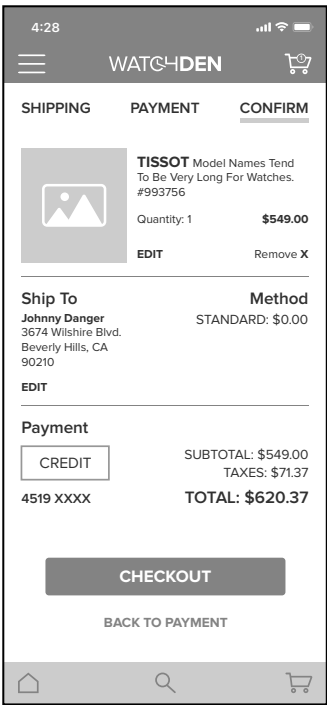 4:28
WATCHDEN
1
SHIPPING PAYMENT CONFIRM
TISSOT Model Names Tend
To Be Very Long For Watches.
#993756
Quantity: 1 $549.00
EDIT Remove X
Ship To Method
Johnny Danger STANDARD: $0.00
3674 Wilshire Blvd.
Beverly Hills, CA
90210
EDIT
Payment
CREDIT SUBTOTAL: $549.00
TAXES: $71.37
4519 XXXX TOTAL: $620.37
CHECKOUT
BACK TO PAYMENT